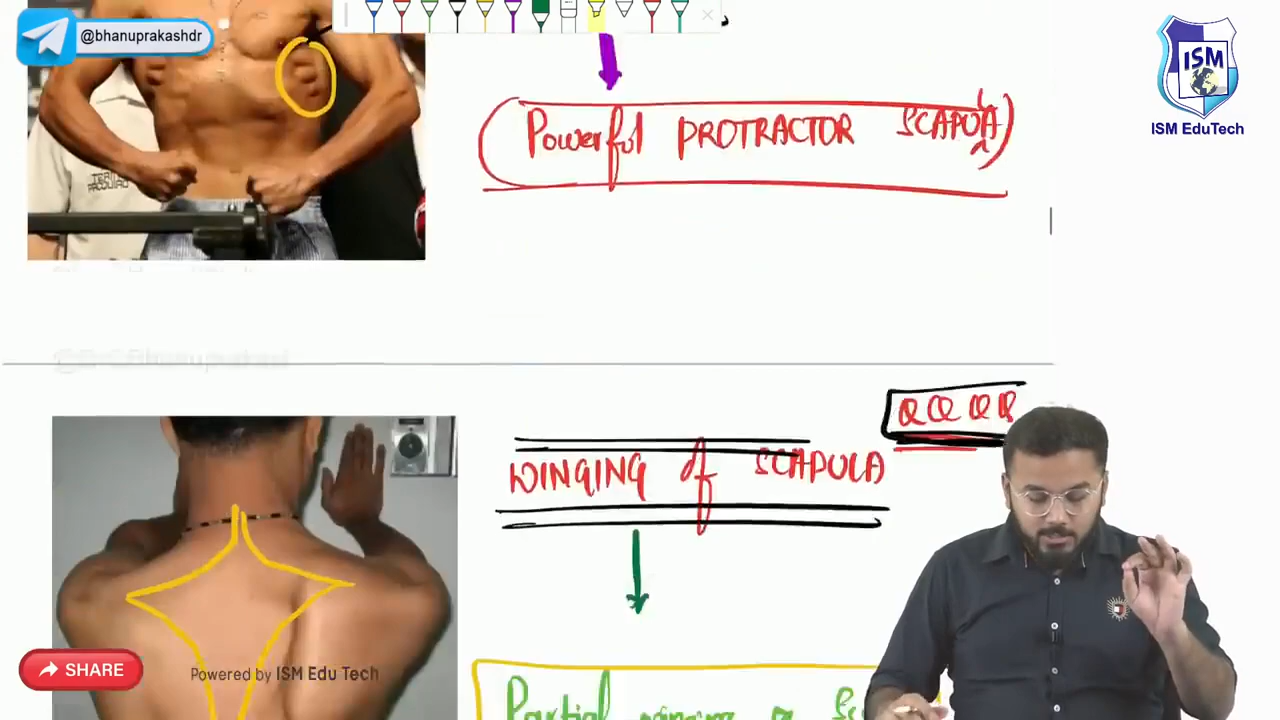 @bhanuprakashdr
ISM
ISM EduTech
Powerful PROTRACTOR SCAPULA
Q Q Q Q
WINGING of SCAPULA
SHARE
Powered by ISM Edu Tech
Partial